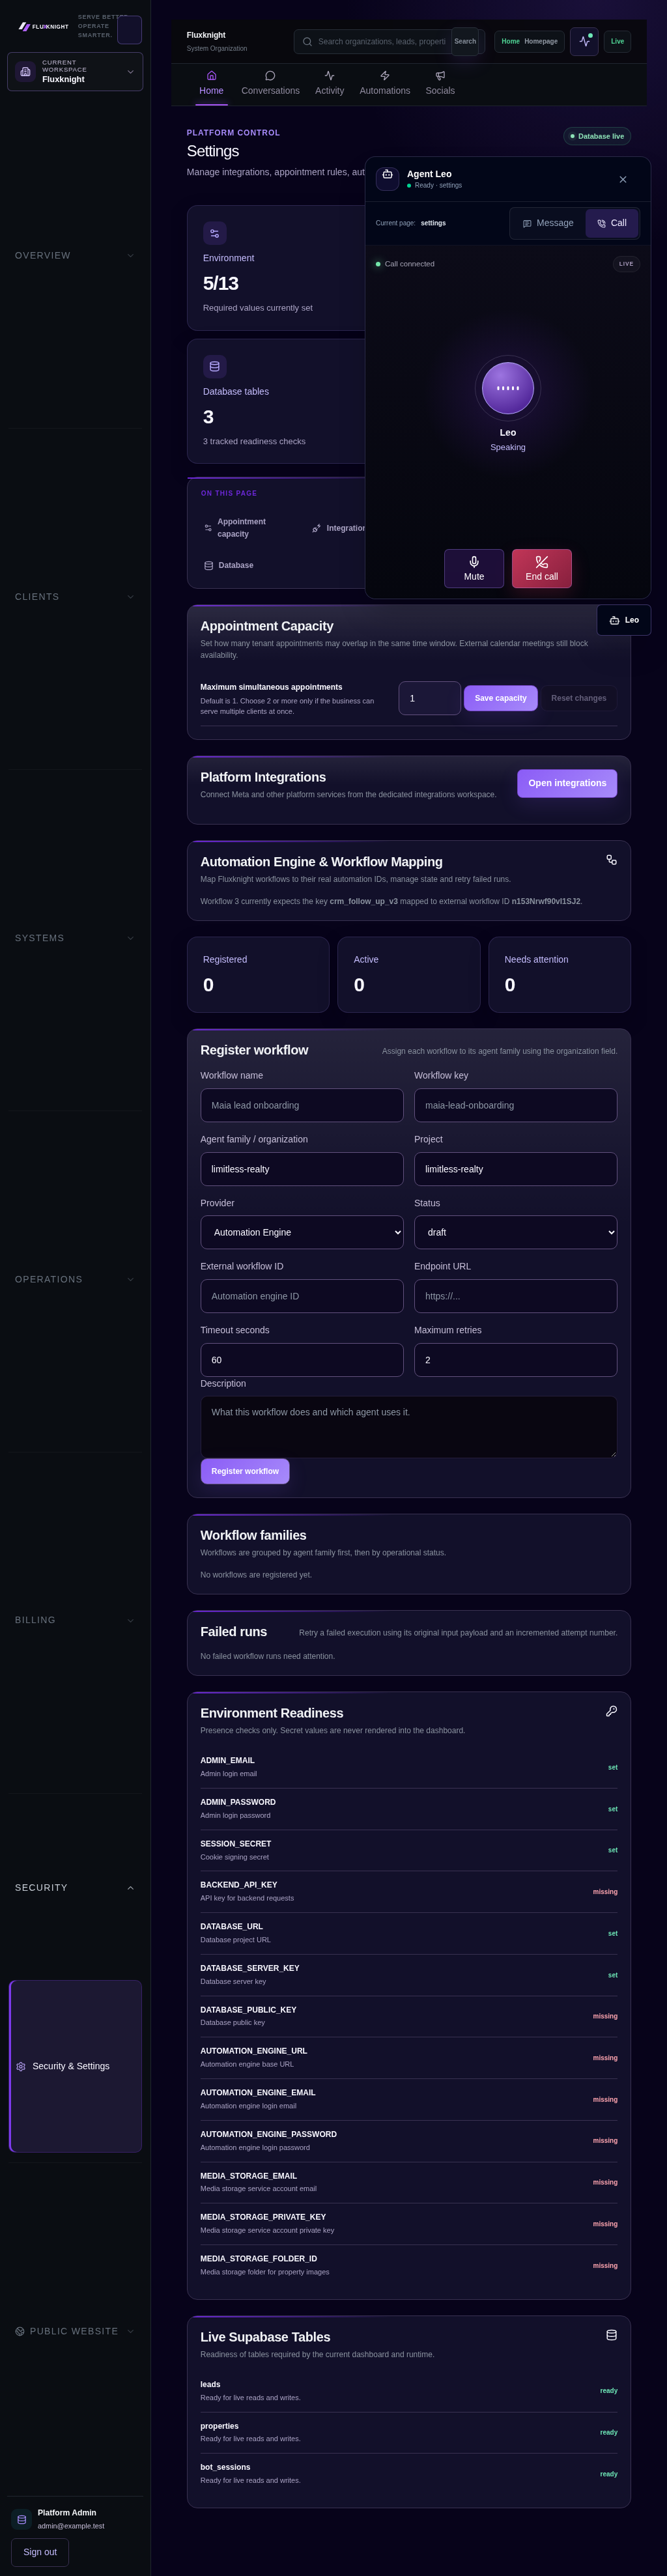 FLUXKNIGHT
SERVE BETTER.
OPERATE
SMARTER.
CURRENT
WORKSPACE
Fluxknight
OVERVIEW
CLIENTS
SYSTEMS
OPERATIONS
BILLING
SECURITY
Security & Settings
PUBLIC WEBSITE
Platform Admin
admin@example.test
Sign out
Fluxknight
System Organization
Search organizations, leads, properti
Search
Home Homepage
Live
Home
Conversations
Activity
Automations
Socials
PLATFORM CONTROL
Settings
Manage integrations, appointment rules,
Database live
Environment
5/13
Required values currently set
Database tables
3
3 tracked readiness checks
ON THIS PAGE
Appointment
capacity
Integration
Database
Agent Leo
Ready · settings
Current page: settings
Message
Call
Call connected
LIVE
Leo
Speaking
Mute
End call
Leo
Appointment Capacity
Set how many tenant appointments may overlap in the same time window. External calendar meetings still block
availability.
Maximum simultaneous appointments
Default is 1. Choose 2 or more only if the business can
serve multiple clients at once.
1
Save capacity
Reset changes
Platform Integrations
Connect Meta and other platform services from the dedicated integrations workspace.
Open integrations
Automation Engine & Workflow Mapping
Map Fluxknight workflows to their real automation IDs, manage state and retry failed runs.
Workflow 3 currently expects the key crm_follow_up_v3 mapped to external workflow ID n153Nrwf90vI1SJ2.
Registered
0
Active
0
Needs attention
0
Register workflow
Assign each workflow to its agent family using the organization field.
Workflow name
Workflow key
Maia lead onboarding
maia-lead-onboarding
Agent family / organization
Project
limitless-realty
limitless-realty
Provider
Status
Automation Engine
draft
External workflow ID
Endpoint URL
Automation engine ID
https://...
Timeout seconds
Maximum retries
60
2
Description
What this workflow does and which agent uses it.
Register workflow
Workflow families
Workflows are grouped by agent family first, then by operational status.
No workflows are registered yet.
Failed runs
Retry a failed execution using its original input payload and an incremented attempt number.
No failed workflow runs need attention.
Environment Readiness
Presence checks only. Secret values are never rendered into the dashboard.
ADMIN_EMAIL
Admin login email
set
ADMIN_PASSWORD
Admin login password
set
SESSION_SECRET
Cookie signing secret
set
BACKEND_API_KEY
API key for backend requests
missing
DATABASE_URL
Database project URL
set
DATABASE_SERVER_KEY
Database server key
set
DATABASE_PUBLIC_KEY
Database public key
missing
AUTOMATION_ENGINE_URL
Automation engine base URL
missing
AUTOMATION_ENGINE_EMAIL
Automation engine login email
missing
AUTOMATION_ENGINE_PASSWORD
Automation engine login password
missing
MEDIA_STORAGE_EMAIL
Media storage service account email
missing
MEDIA_STORAGE_PRIVATE_KEY
Media storage service account private key
missing
MEDIA_STORAGE_FOLDER_ID
Media storage folder for property images
missing
Live Supabase Tables
Readiness of tables required by the current dashboard and runtime.
leads
Ready for live reads and writes.
ready
properties
Ready for live reads and writes.
ready
bot_sessions
Ready for live reads and writes.
ready